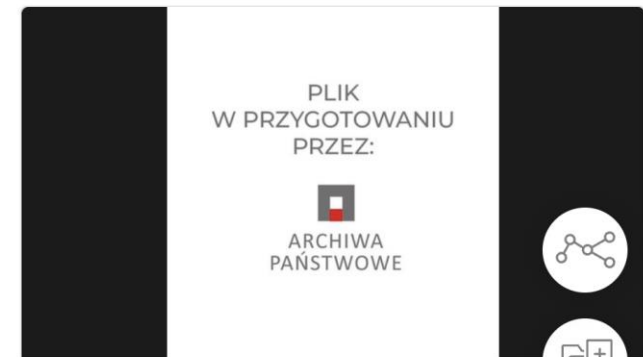 PLIK
W PRZYGOTOWANIU
PRZEZ:
ARCHIWA
PAŃSTWOWE